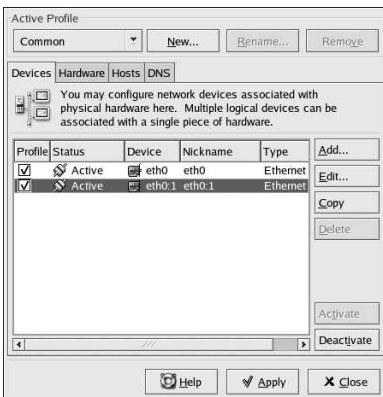 Active Profile
Common New... Rename... Remove
Devices Hardware Hosts DNS
You may configure network devices associated with
physical hardware here. Multiple logical devices can be
associated with a single piece of hardware.
Profile Status Device Nickname Type
Active eth0 eth0 Ethernet
Active eth0:1 eth0:1 Ethernet
Add...
Edit...
Copy
Delete
Activate
Deactivate
Help Apply Close